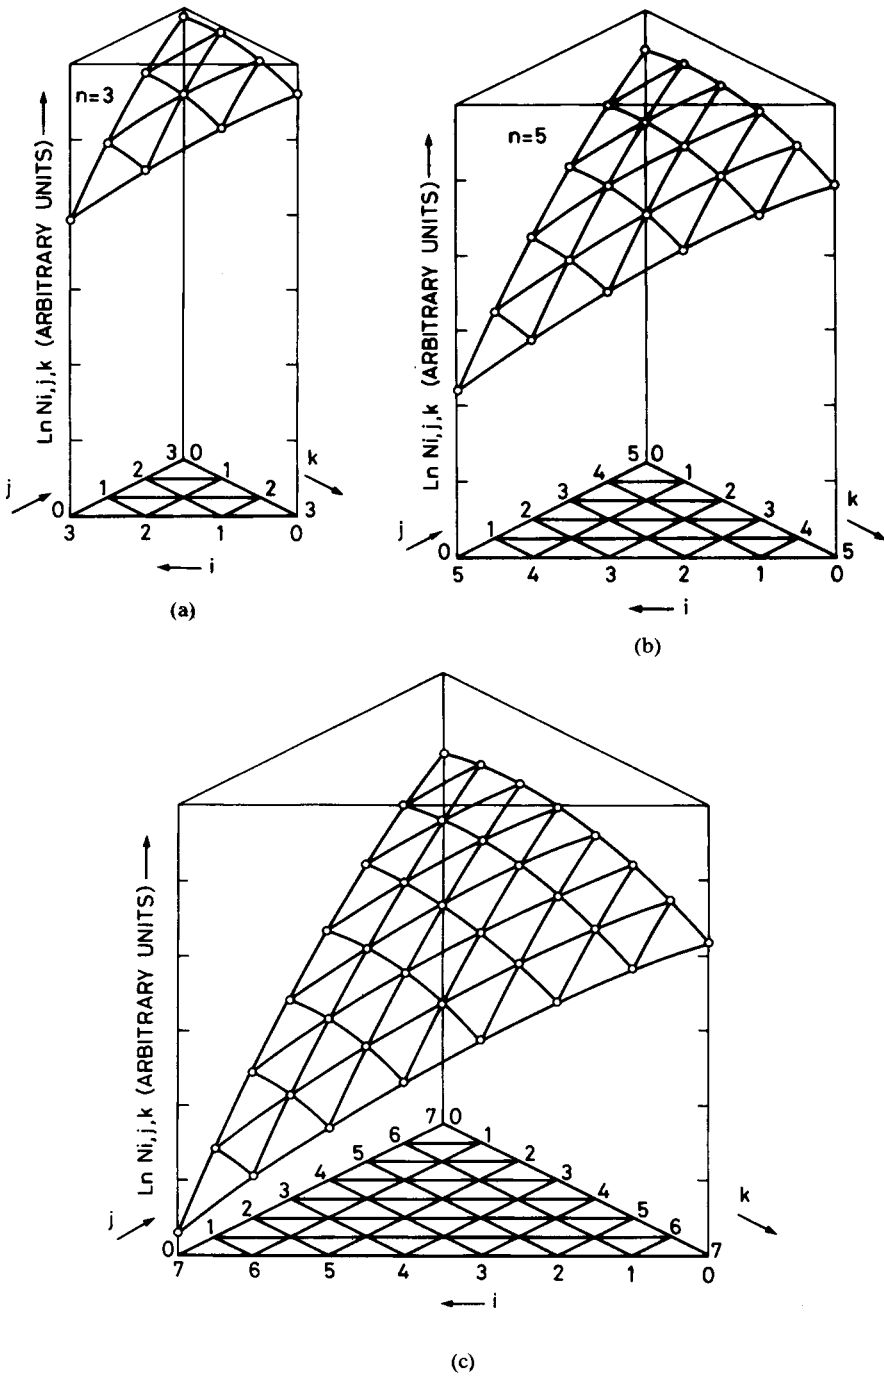 n=3
Ln Ni,j,k (ARBITRARY UNITS)
3 0
2 1
1 2
0 3
3 2 1 0
j
k
i
(a)
n=5
Ln Ni,j,k (ARBITRARY UNITS)
5 0
4 1
3 2
2 3
1 4
0 5
5 4 3 2 1 0
j
k
i
(b)
Ln Ni,j,k (ARBITRARY UNITS)
7 0
6 1
5 2
4 3
3 4
2 5
1 6
0 7
7 6 5 4 3 2 1 0
j
k
i
(c)